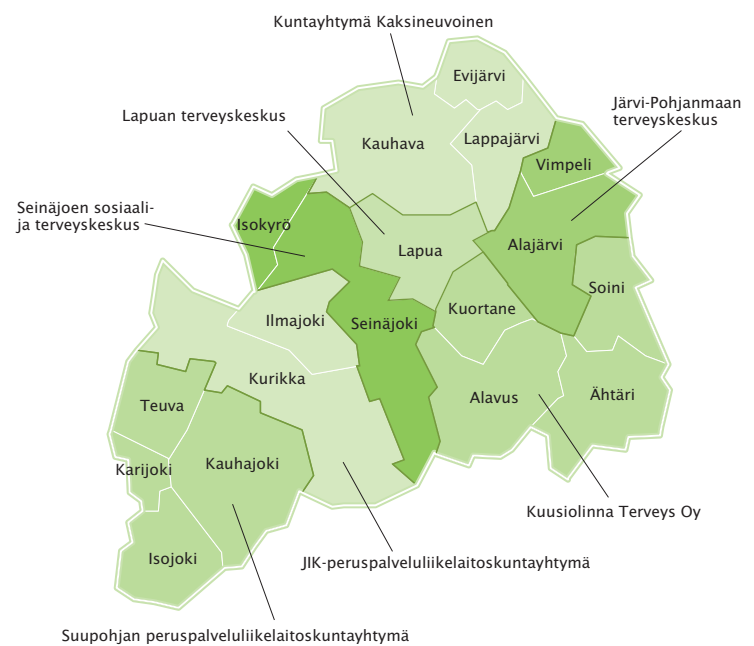 Kuntayhtymä Kaksineuvoinen
Evijärvi
Järvi-Pohjanmaan
terveyskeskus
Lapuan terveyskeskus
Kauhava
Lappajärvi
Vimpeli
Seinäjoen sosiaali-
ja terveyskeskus
Isokyrö
Lapua
Alajärvi
Soini
Kuortane
Ilmajoki
Seinäjoki
Kurikka
Alavus
Ähtäri
Teuva
Karijoki
Kauhajoki
Kuusiolinna Terveys Oy
Isojoki
JIK-peruspalveluliikelaitoskuntayhtymä
Suupohjan peruspalveluliikelaitoskuntayhtymä